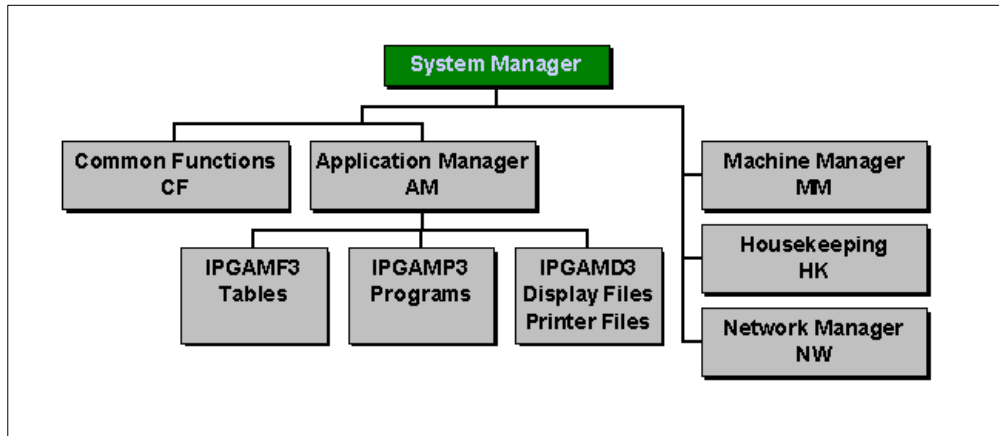 System Manager
Common Functions
CF
Application Manager
AM
Machine Manager
MM
IPGAMF3
Tables
IPGAMP3
Programs
IPGAMD3
Display Files
Printer Files
Housekeeping
HK
Network Manager
NW